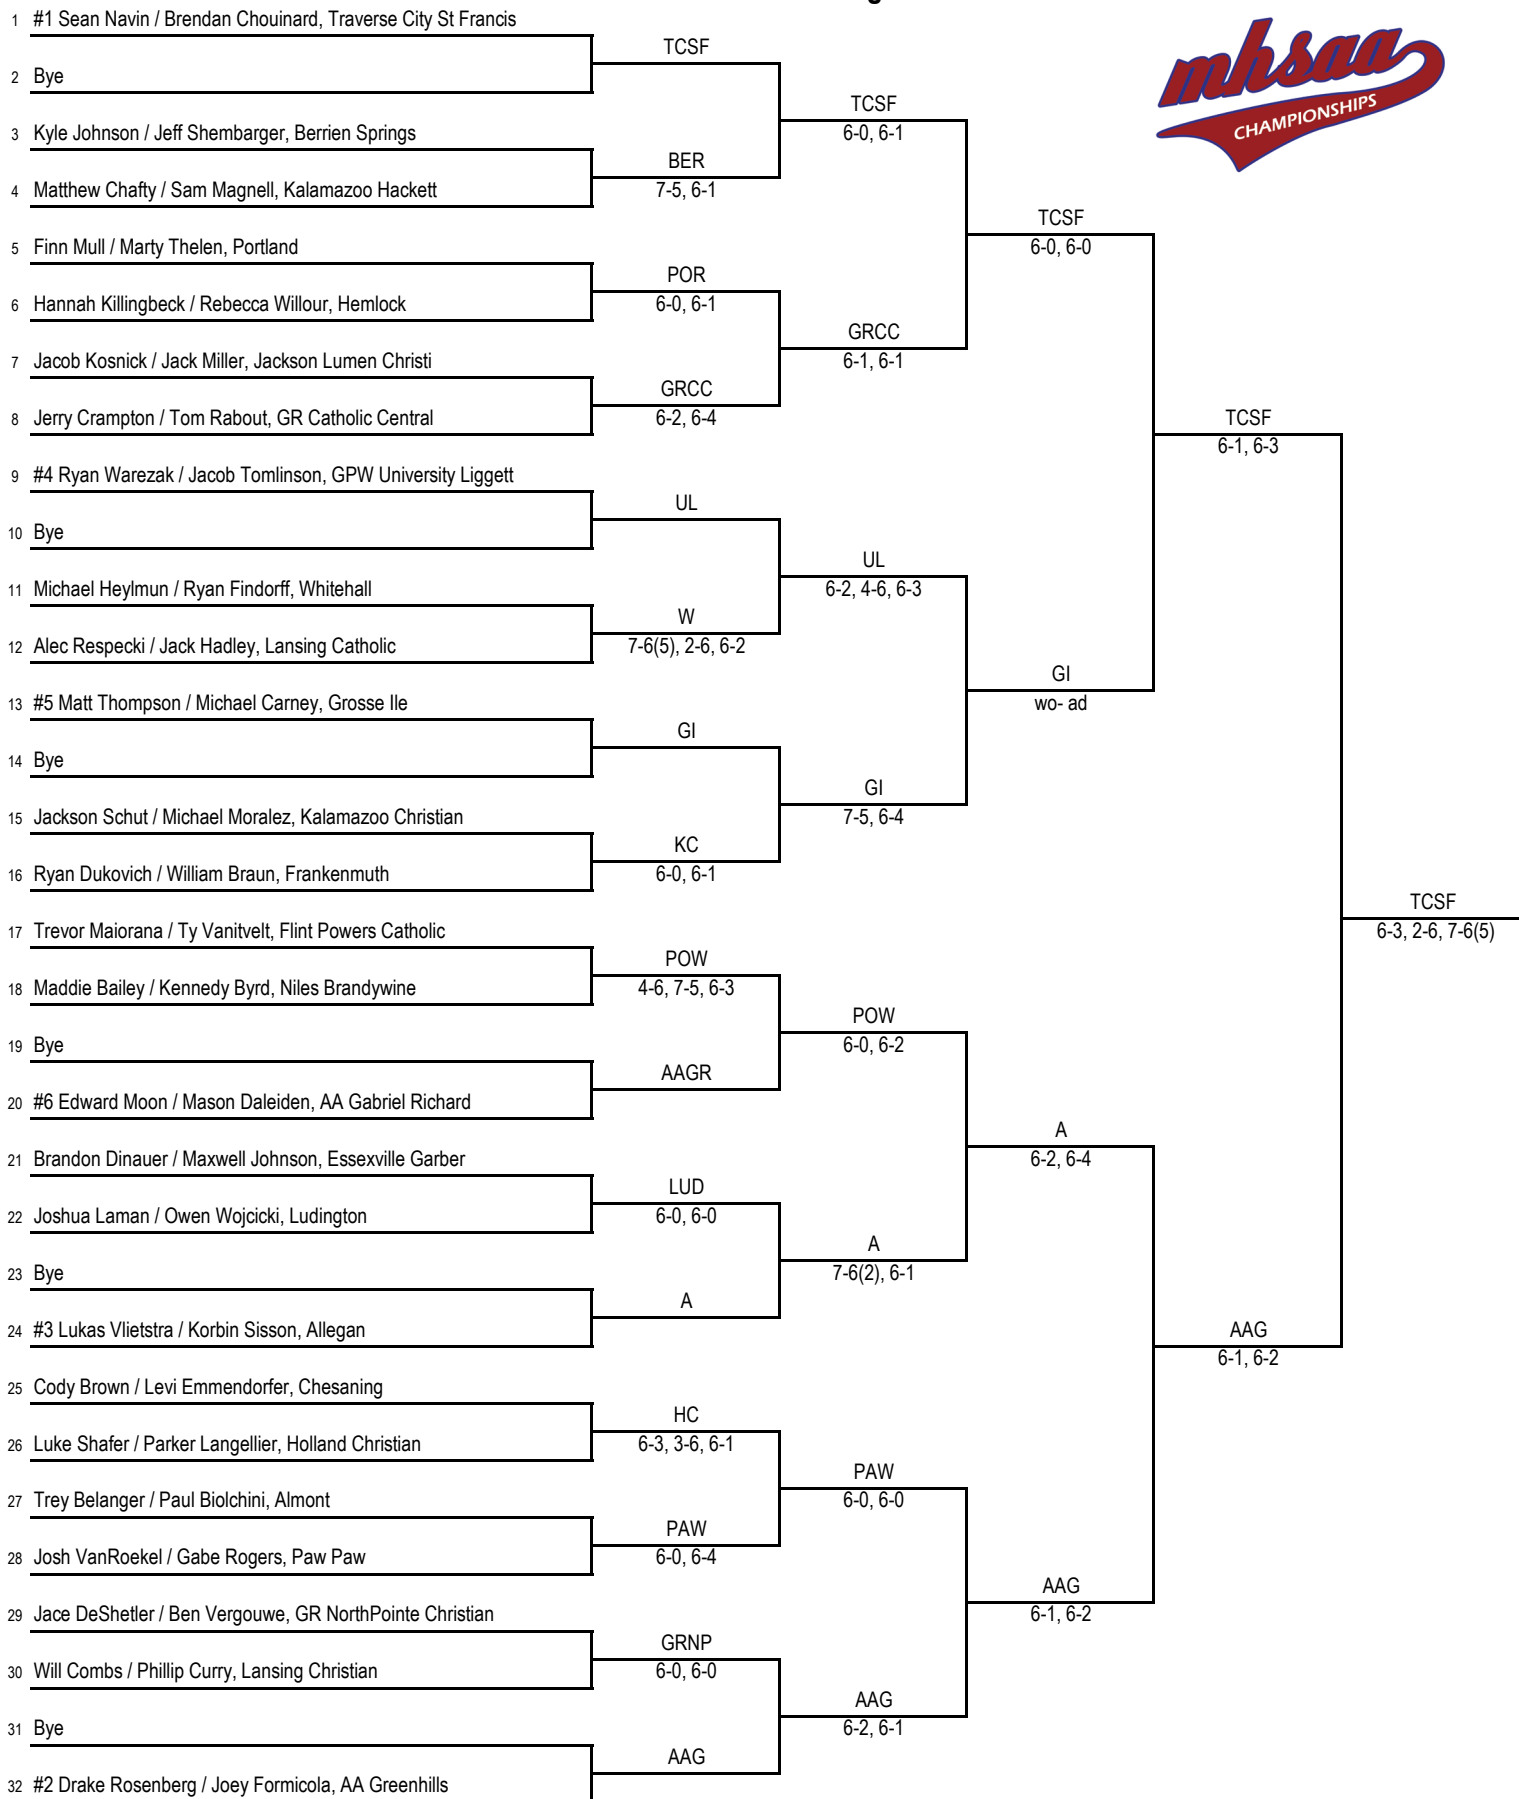 1 #1 Sean Navin / Brendan Chouinard, Traverse City St Francis
TCSF
2 Bye
TCSF
6-0, 6-1
3 Kyle Johnson / Jeff Shembarger, Berrien Springs
BER
7-5, 6-1
4 Matthew Chafty / Sam Magnell, Kalamazoo Hackett
TCSF
6-0, 6-0
5 Finn Mull / Marty Thelen, Portland
POR
6-0, 6-1
6 Hannah Killingbeck / Rebecca Willour, Hemlock
GRCC
6-1, 6-1
7 Jacob Kosnick / Jack Miller, Jackson Lumen Christi
GRCC
6-2, 6-4
8 Jerry Crampton / Tom Rabout, GR Catholic Central
TCSF
6-1, 6-3
9 #4 Ryan Warezak / Jacob Tomlinson, GPW University Liggett
UL
10 Bye
UL
6-2, 4-6, 6-3
11 Michael Heylmun / Ryan Findorff, Whitehall
W
7-6(5), 2-6, 6-2
12 Alec Respecki / Jack Hadley, Lansing Catholic
GI
wo- ad
13 #5 Matt Thompson / Michael Carney, Grosse Ile
GI
14 Bye
GI
7-5, 6-4
15 Jackson Schut / Michael Moralez, Kalamazoo Christian
KC
6-0, 6-1
16 Ryan Dukovich / William Braun, Frankenmuth
TCSF
6-3, 2-6, 7-6(5)
17 Trevor Maiorana / Ty Vanitvelt, Flint Powers Catholic
POW
4-6, 7-5, 6-3
18 Maddie Bailey / Kennedy Byrd, Niles Brandywine
POW
6-0, 6-2
19 Bye
AAGR
20 #6 Edward Moon / Mason Daleiden, AA Gabriel Richard
A
6-2, 6-4
21 Brandon Dinauer / Maxwell Johnson, Essexville Garber
LUD
6-0, 6-0
22 Joshua Laman / Owen Wojcicki, Ludington
A
7-6(2), 6-1
23 Bye
A
24 #3 Lukas Vlietstra / Korbin Sisson, Allegan
AAG
6-1, 6-2
25 Cody Brown / Levi Emmendorfer, Chesaning
HC
6-3, 3-6, 6-1
26 Luke Shafer / Parker Langellier, Holland Christian
PAW
6-0, 6-0
27 Trey Belanger / Paul Biolchini, Almont
PAW
6-0, 6-4
28 Josh VanRoekel / Gabe Rogers, Paw Paw
AAG
6-1, 6-2
29 Jace DeShetler / Ben Vergouwe, GR NorthPointe Christian
GRNP
6-0, 6-0
30 Will Combs / Phillip Curry, Lansing Christian
AAG
6-2, 6-1
31 Bye
AAG
32 #2 Drake Rosenberg / Joey Formicola, AA Greenhills
mhsaa
CHAMPIONSHIPS